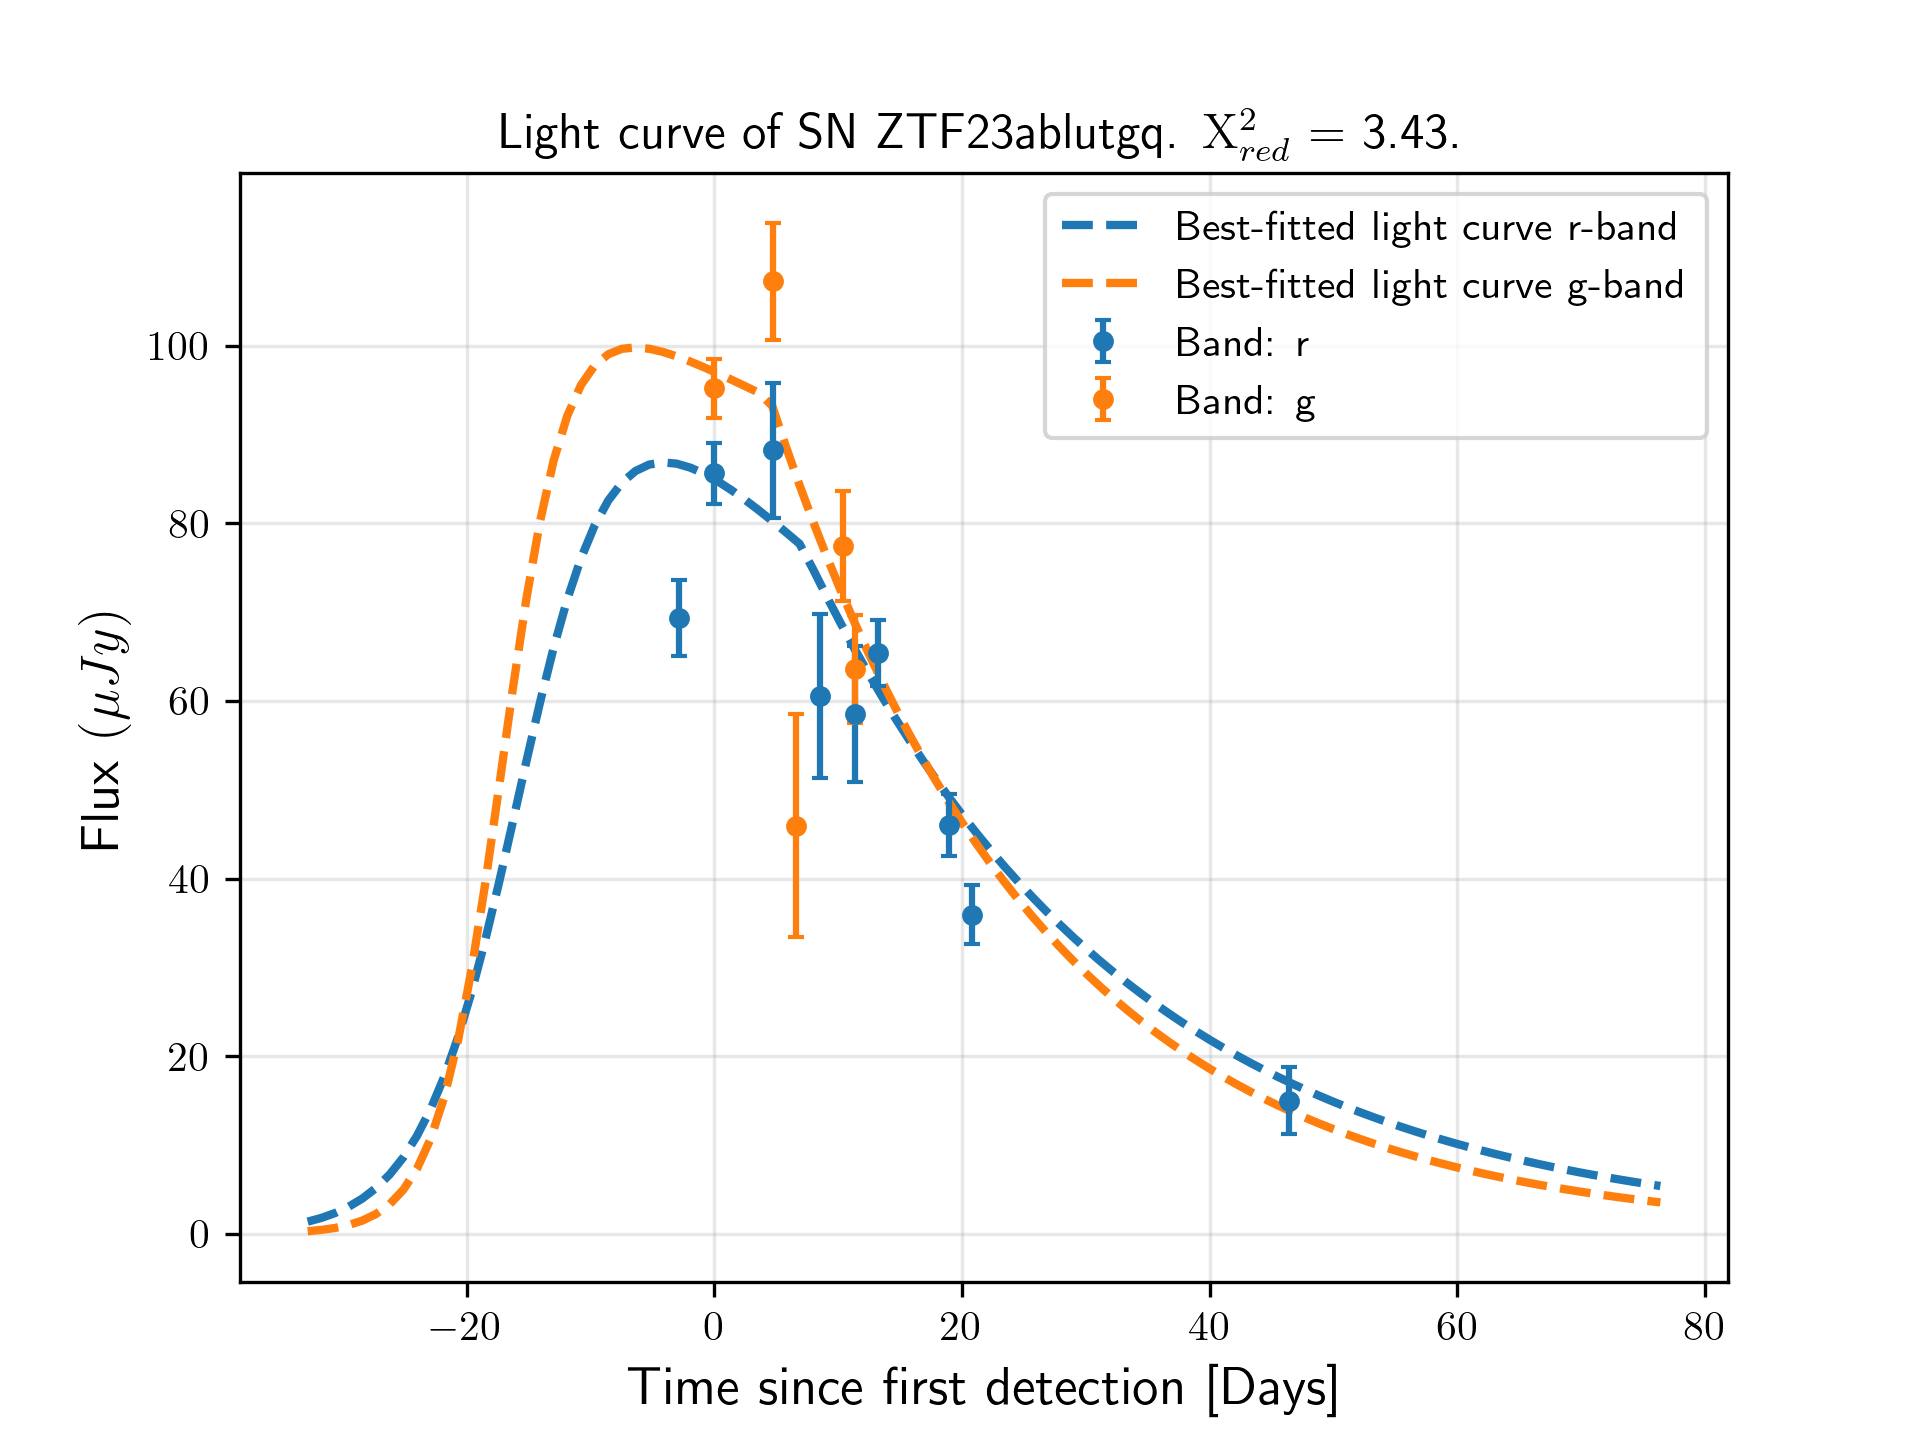 Light curve of SN ZTF23ablutgq. X²red = 3.43.
Best-fitted light curve r-band
Best-fitted light curve g-band
Band: r
Band: g
Flux (μJy)
100
80
60
40
20
0
−20 0 20 40 60 80
Time since first detection [Days]